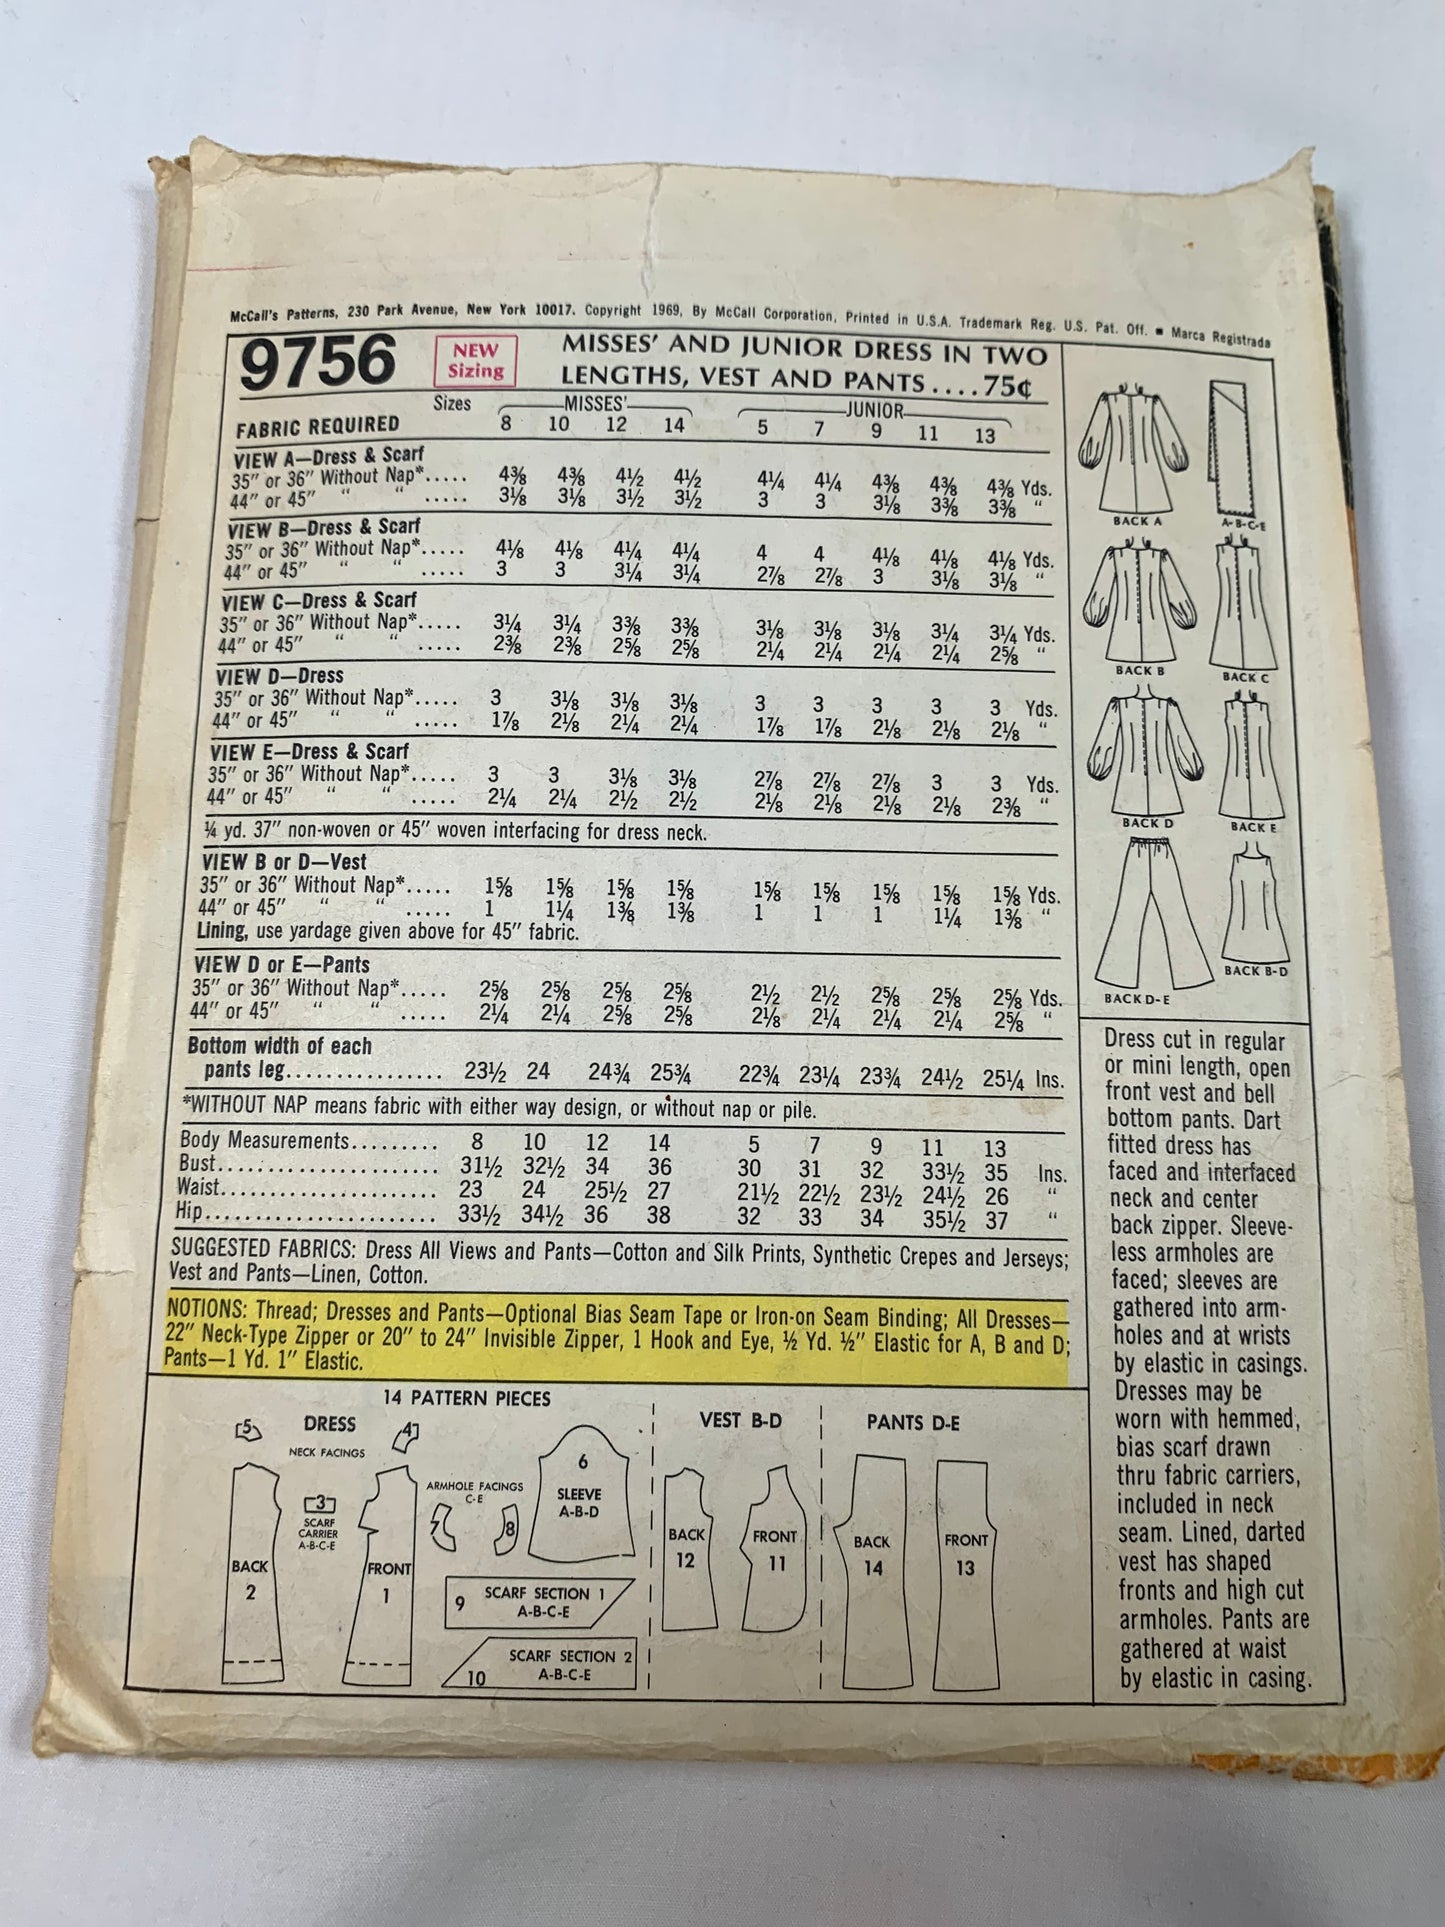 McCall's Patterns, 230 Park Avenue, New York 10017. Copyright 1969, By McCall Corporation, Printed in U.S.A. Trademark Reg. U.S. Pat. Off. ■ Marca Registrada
9756 NEW Sizing MISSES' AND JUNIOR DRESS IN TWO
LENGTHS, VEST AND PANTS....75¢
Sizes MISSES' JUNIOR
FABRIC REQUIRED 8 10 12 14 5 7 9 11 13
VIEW A—Dress & Scarf
35" or 36" Without Nap*..... 4⅜ 4⅜ 4½ 4½ 4¼ 4¼ 4⅜ 4⅜ 4⅜ Yds.
44" or 45" " " ..... 3⅛ 3⅛ 3½ 3½ 3 3 3⅛ 3⅜ 3⅜ "
VIEW B—Dress & Scarf
35" or 36" Without Nap*..... 4⅛ 4⅛ 4¼ 4¼ 4 4 4⅛ 4⅛ 4⅛ Yds.
44" or 45" " " ..... 3 3 3¼ 3¼ 2⅞ 2⅞ 3 3⅛ 3⅛ "
VIEW C—Dress & Scarf
35" or 36" Without Nap*..... 3¼ 3¼ 3⅜ 3⅜ 3⅛ 3⅛ 3⅛ 3¼ 3¼ Yds.
44" or 45" " " ..... 2⅜ 2⅜ 2⅝ 2⅝ 2¼ 2¼ 2¼ 2¼ 2⅝ "
VIEW D—Dress
35" or 36" Without Nap*..... 3 3⅛ 3⅛ 3⅛ 3 3 3 3 3 Yds.
44" or 45" " " ..... 1⅞ 2⅛ 2¼ 2¼ 1⅞ 1⅞ 2⅛ 2⅛ 2⅛ "
VIEW E—Dress & Scarf
35" or 36" Without Nap*..... 3 3 3⅛ 3⅛ 2⅞ 2⅞ 2⅞ 3 3 Yds.
44" or 45" " " ..... 2¼ 2¼ 2½ 2½ 2⅛ 2⅛ 2⅛ 2⅛ 2⅜ "
¼ yd. 37" non-woven or 45" woven interfacing for dress neck.
VIEW B or D—Vest
35" or 36" Without Nap*..... 1⅝ 1⅝ 1⅝ 1⅝ 1⅝ 1⅝ 1⅝ 1⅝ 1⅝ Yds.
44" or 45" " " ..... 1 1¼ 1⅜ 1⅜ 1 1 1 1¼ 1⅜ "
Lining, use yardage given above for 45" fabric.
VIEW D or E—Pants
35" or 36" Without Nap*..... 2⅝ 2⅝ 2⅝ 2⅝ 2½ 2½ 2⅝ 2⅝ 2⅝ Yds.
44" or 45" " " ..... 2¼ 2¼ 2⅝ 2⅝ 2⅛ 2¼ 2¼ 2¼ 2⅝ "
Bottom width of each
pants leg................ 23½ 24 24¾ 25¾ 22¾ 23¼ 23¾ 24½ 25¼ Ins.
*WITHOUT NAP means fabric with either way design, or without nap or pile.
Body Measurements......... 8 10 12 14 5 7 9 11 13
Bust....................... 31½ 32½ 34 36 30 31 32 33½ 35 Ins.
Waist....................... 23 24 25½ 27 21½ 22½ 23½ 24½ 26 "
Hip........................ 33½ 34½ 36 38 32 33 34 35½ 37 "
SUGGESTED FABRICS: Dress All Views and Pants—Cotton and Silk Prints, Synthetic Crepes and Jerseys;
Vest and Pants—Linen, Cotton.
NOTIONS: Thread; Dresses and Pants—Optional Bias Seam Tape or Iron-on Seam Binding; All Dresses—
22" Neck-Type Zipper or 20" to 24" Invisible Zipper, 1 Hook and Eye, ½ Yd. ½" Elastic for A, B and D;
Pants—1 Yd. 1" Elastic.
14 PATTERN PIECES
DRESS
NECK FACINGS
5
4
3
SCARF
CARRIER
A-B-C-E
BACK
2
FRONT
1
ARMHOLE FACINGS
C-E
7
8
6
SLEEVE
A-B-D
9 SCARF SECTION 1
A-B-C-E
SCARF SECTION 2
10 A-B-C-E
VEST B-D
BACK
12
FRONT
11
PANTS D-E
BACK
14
FRONT
13
BACK A
A-B-C-E
BACK B
BACK C
BACK D
BACK E
BACK D-E
BACK B-D
Dress cut in regular
or mini length, open
front vest and bell
bottom pants. Dart
fitted dress has
faced and interfaced
neck and center
back zipper. Sleeve-
less armholes are
faced; sleeves are
gathered into arm-
holes and at wrists
by elastic in casings.
Dresses may be
worn with hemmed,
bias scarf drawn
thru fabric carriers,
included in neck
seam. Lined, darted
vest has shaped
fronts and high cut
armholes. Pants are
gathered at waist
by elastic in casing.